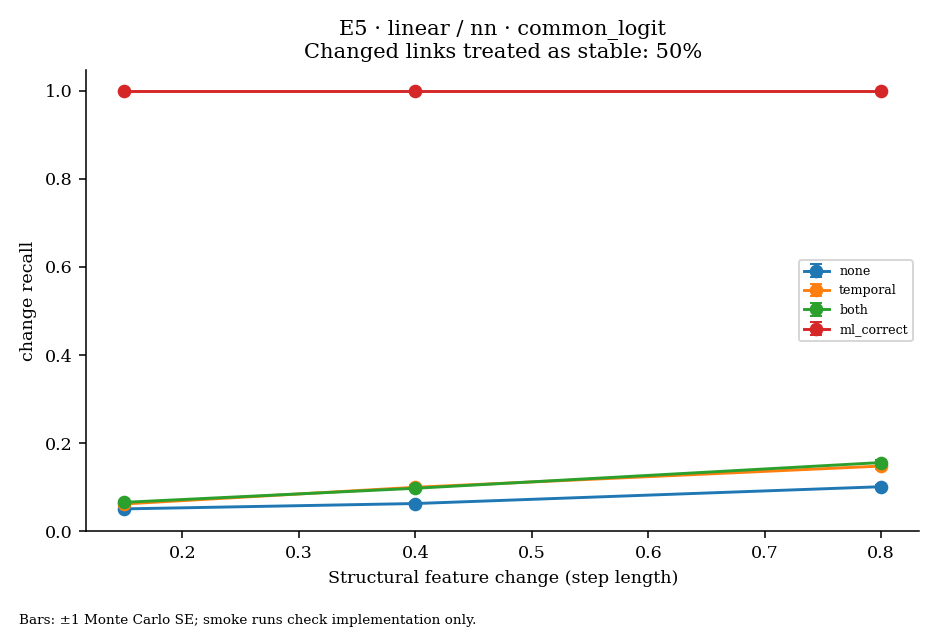 E5 · linear / nn · common_logit
Changed links treated as stable: 50%
1.0
0.8
0.6
0.4
0.2
0.0
change recall
none
temporal
both
ml_correct
0.2 0.3 0.4 0.5 0.6 0.7 0.8
Structural feature change (step length)
Bars: ±1 Monte Carlo SE; smoke runs check implementation only.